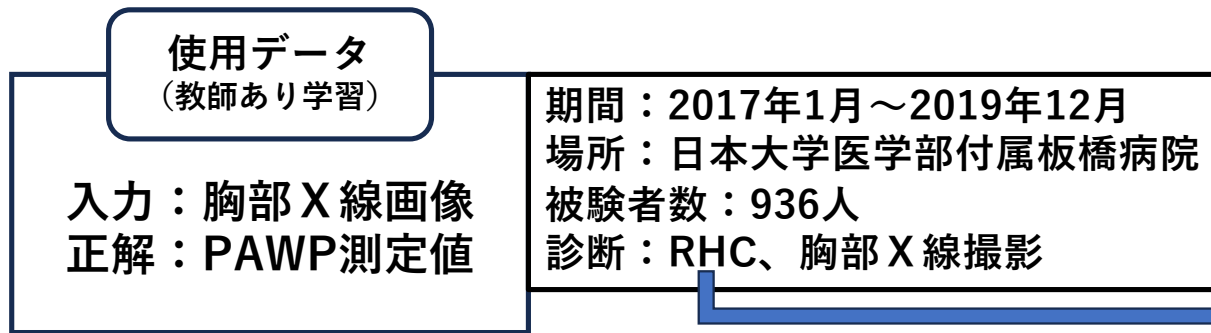 使用データ
（教師あり学習）
入力：胸部Ｘ線画像
正解：PAWP測定値
期間：2017年1月～2019年12月
場所：日本大学医学部付属板橋病院
被験者数：936人
診断：RHC、胸部Ｘ線撮影